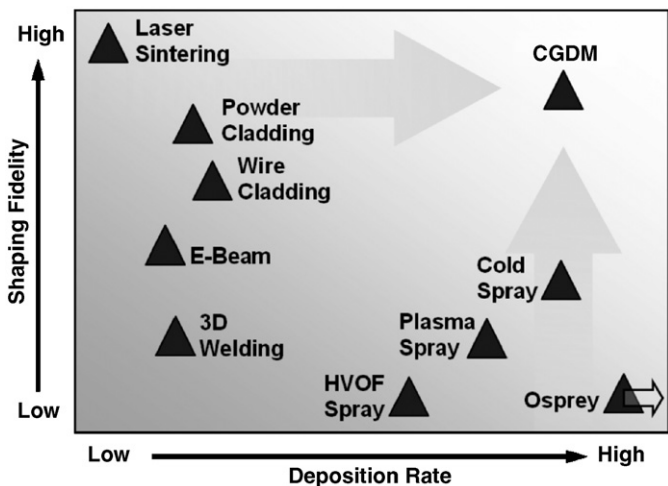 High
Laser
Sintering
CGDM
Powder
Cladding
Wire
Cladding
Shaping Fidelity
E-Beam
Cold
Spray
3D
Welding
Plasma
Spray
HVOF
Spray
Osprey
Low
Low
High
Deposition Rate